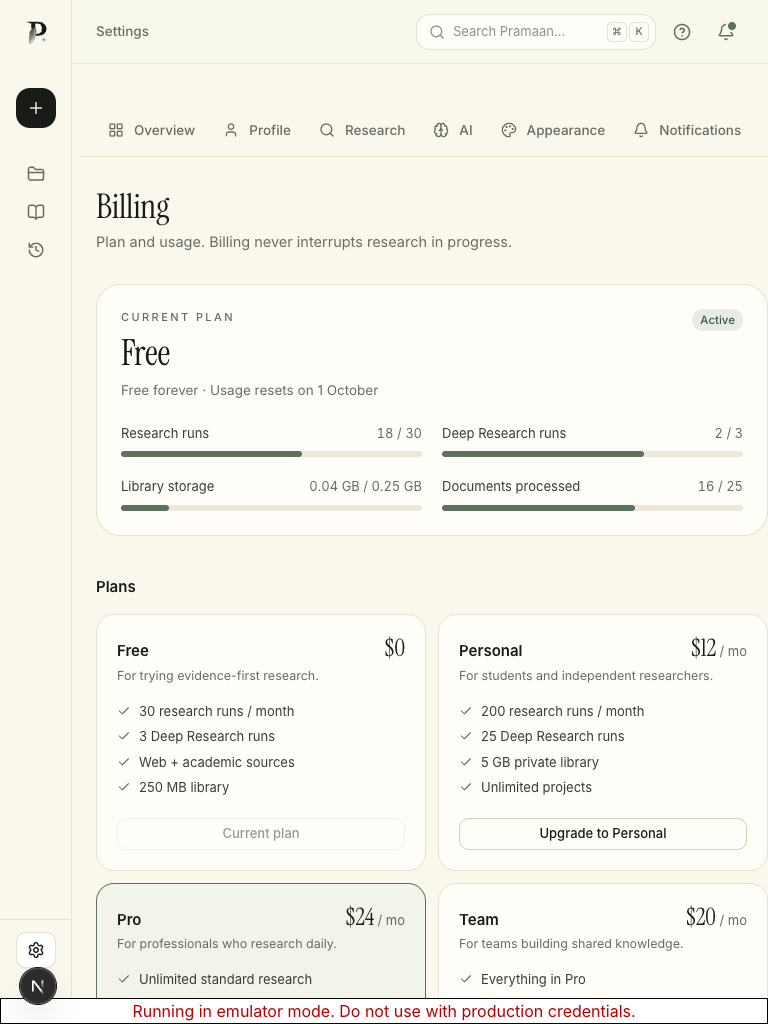 P
Settings
Search Pramaan...
⌘ K
Overview
Profile
Research
AI
Appearance
Notifications
Billing
Plan and usage. Billing never interrupts research in progress.
CURRENT PLAN
Active
Free
Free forever · Usage resets on 1 October
Research runs 18 / 30
Deep Research runs 2 / 3
Library storage 0.04 GB / 0.25 GB
Documents processed 16 / 25
Plans
Free $0
For trying evidence-first research.
30 research runs / month
3 Deep Research runs
Web + academic sources
250 MB library
Current plan
Personal $12 / mo
For students and independent researchers.
200 research runs / month
25 Deep Research runs
5 GB private library
Unlimited projects
Upgrade to Personal
Pro $24 / mo
For professionals who research daily.
Unlimited standard research
Team $20 / mo
For teams building shared knowledge.
Everything in Pro
N
Running in emulator mode. Do not use with production credentials.